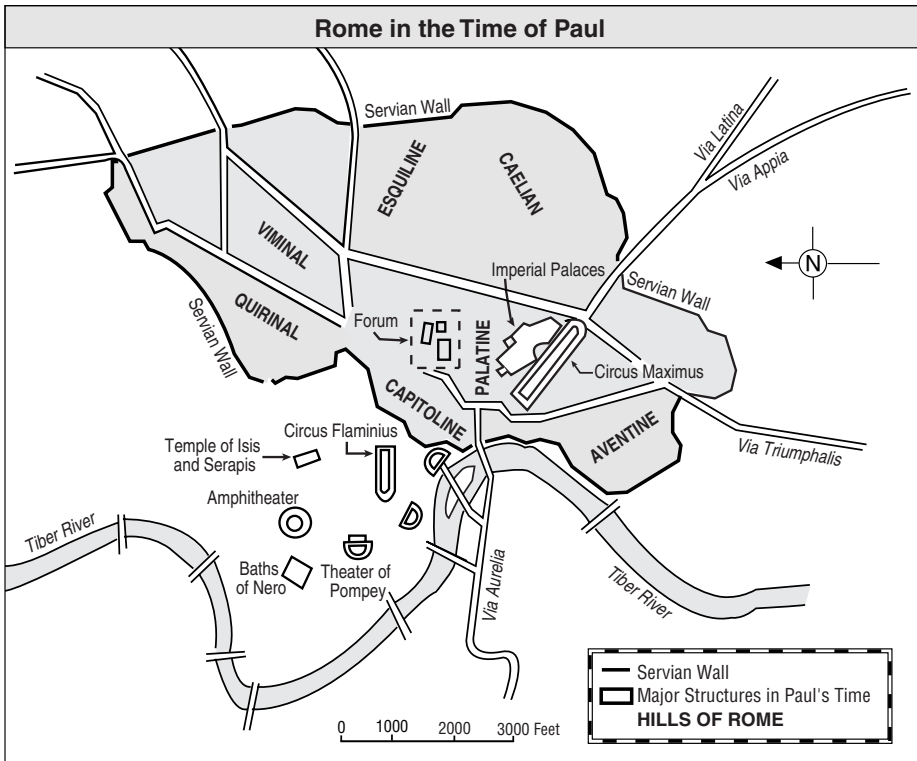 Rome in the Time of Paul
Servian Wall
Via Latina
Via Appia
ESQUILINE
CAELIAN
VIMINAL
N
Imperial Palaces
Servian Wall
QUIRINAL
Servian Wall
Forum
PALATINE
Circus Maximus
CAPITOLINE
AVENTINE
Via Triumphalis
Circus Flaminius
Temple of Isis
and Serapis
Amphitheater
Tiber River
Baths
of Nero
Theater of
Pompey
Via Aurelia
Tiber River
Servian Wall
Major Structures in Paul's Time
HILLS OF ROME
0 1000 2000 3000 Feet